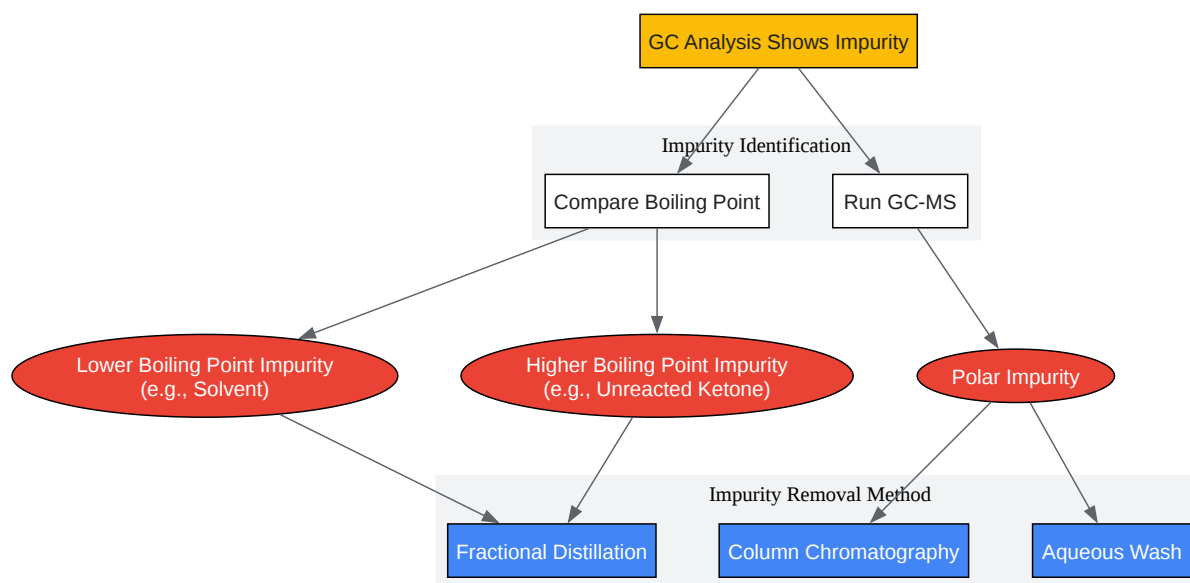 GC Analysis Shows Impurity
Impurity Identification
Compare Boiling Point
Run GC-MS
Lower Boiling Point Impurity
(e.g., Solvent)
Higher Boiling Point Impurity
(e.g., Unreacted Ketone)
Polar Impurity
Impurity Removal Method
Fractional Distillation
Column Chromatography
Aqueous Wash